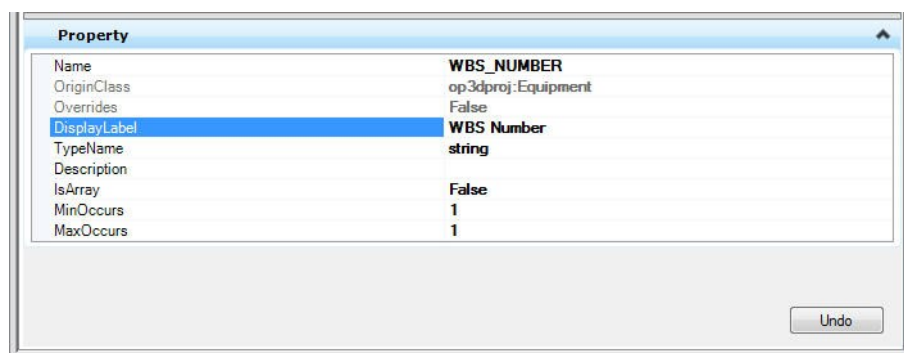 Property
Name WBS_NUMBER
OriginClass op3dproj:Equipment
Overrides False
DisplayLabel WBS Number
TypeName string
Description
IsArray False
MinOccurs 1
MaxOccurs 1
Undo